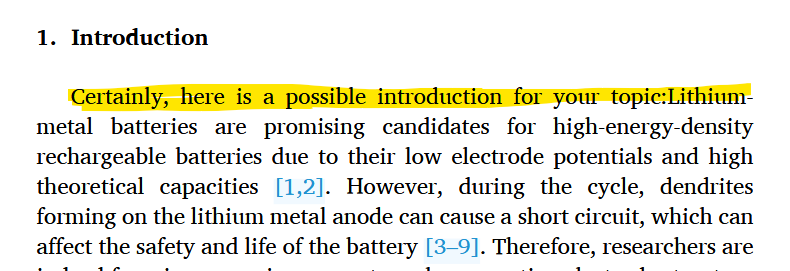 1. Introduction
Certainly, here is a possible introduction for your topic:Lithium-
metal batteries are promising candidates for high-energy-density
rechargeable batteries due to their low electrode potentials and high
theoretical capacities [1,2]. However, during the cycle, dendrites
forming on the lithium metal anode can cause a short circuit, which can
affect the safety and life of the battery [3–9]. Therefore, researchers are